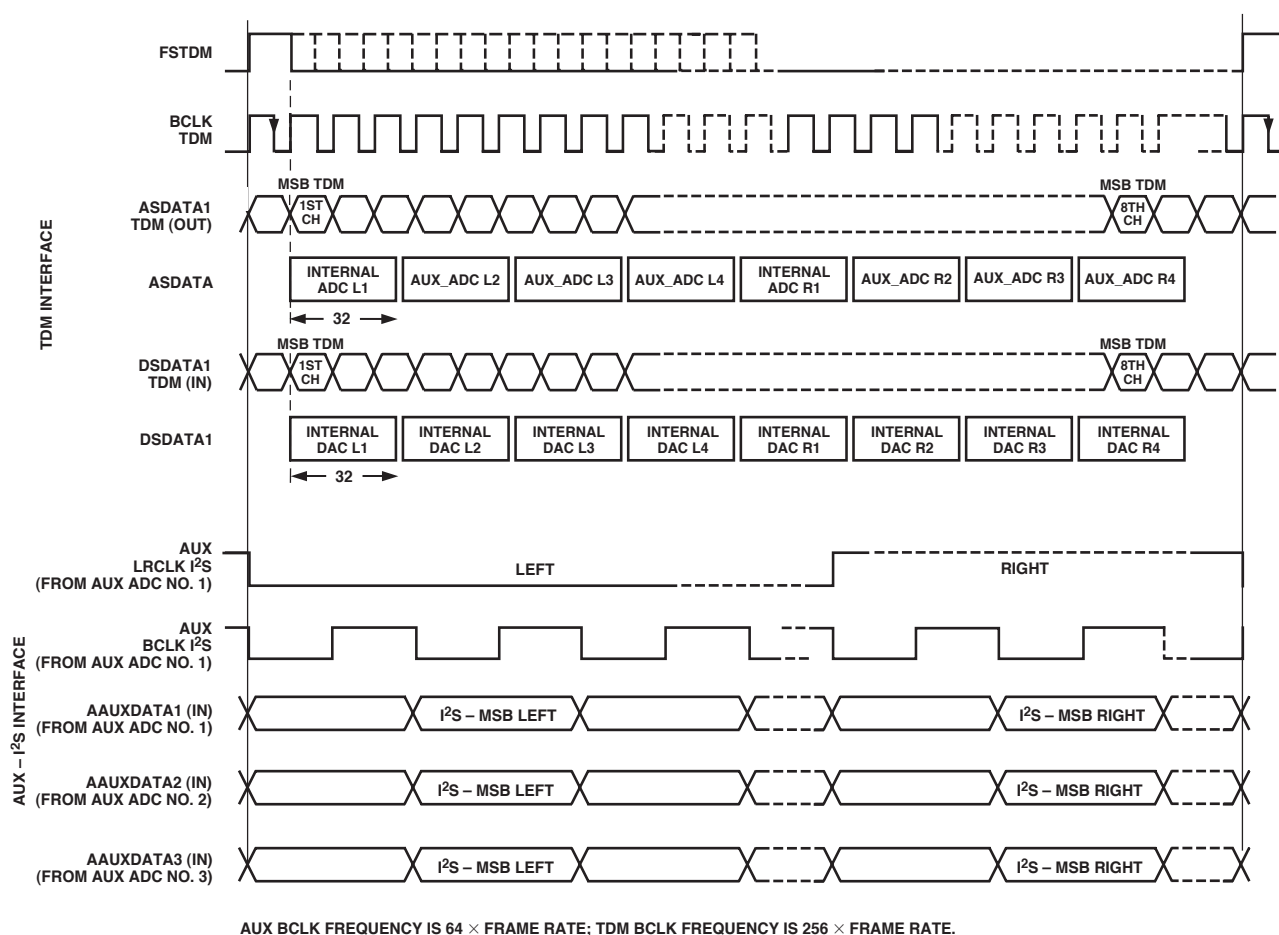 FSTDM
BCLK
TDM
MSB TDM
MSB TDM
ASDATA1
TDM (OUT)
1ST
CH
8TH
CH
ASDATA
INTERNAL
ADC L1
AUX_ADC L2
AUX_ADC L3
AUX_ADC L4
INTERNAL
ADC R1
AUX_ADC R2
AUX_ADC R3
AUX_ADC R4
32
TDM INTERFACE
MSB TDM
MSB TDM
DSDATA1
TDM (IN)
1ST
CH
8TH
CH
DSDATA1
INTERNAL
DAC L1
INTERNAL
DAC L2
INTERNAL
DAC L3
INTERNAL
DAC L4
INTERNAL
DAC R1
INTERNAL
DAC R2
INTERNAL
DAC R3
INTERNAL
DAC R4
32
AUX
LRCLK I²S
(FROM AUX ADC NO. 1)
LEFT
RIGHT
AUX
BCLK I²S
(FROM AUX ADC NO. 1)
AUX – I²S INTERFACE
AAUXDATA1 (IN)
(FROM AUX ADC NO. 1)
I²S – MSB LEFT
I²S – MSB RIGHT
AAUXDATA2 (IN)
(FROM AUX ADC NO. 2)
I²S – MSB LEFT
I²S – MSB RIGHT
AAUXDATA3 (IN)
(FROM AUX ADC NO. 3)
I²S – MSB LEFT
I²S – MSB RIGHT
AUX BCLK FREQUENCY IS 64 × FRAME RATE; TDM BCLK FREQUENCY IS 256 × FRAME RATE.